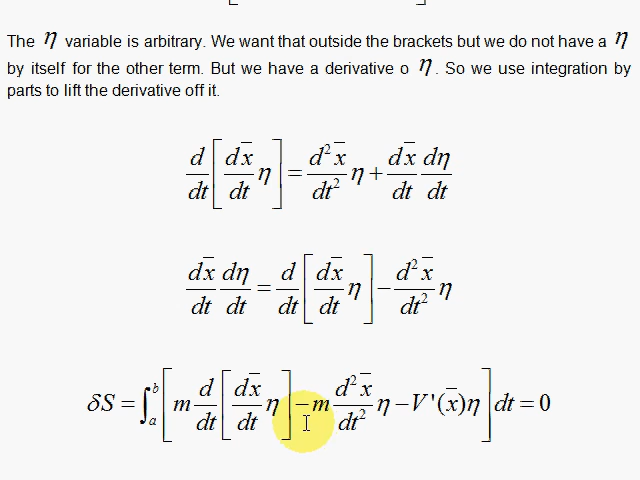 The η variable is arbitrary. We want that outside the brackets but we do not have a η
by itself for the other term. But we have a derivative o η. So we use integration by
parts to lift the derivative off it.
d/dt [dx̅/dt η] = d²x̅/dt² η + dx̅/dt dη/dt
dx̅/dt dη/dt = d/dt [dx̅/dt η] − d²x̅/dt² η
δS = ∫ₐᵇ [m d/dt [dx̅/dt η] − m d²x̅/dt² η − V'(x̅)η] dt = 0